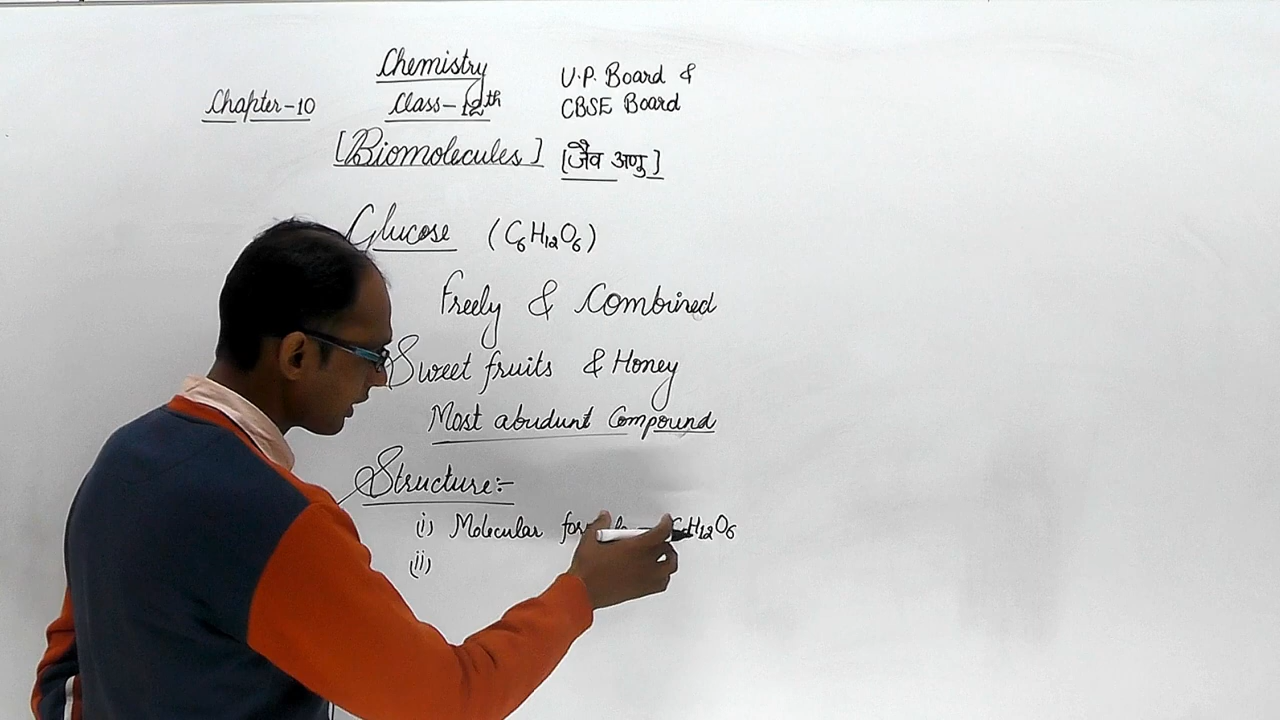 Chemistry
Chapter-10 Class-12th U.P. Board &
CBSE Board
[Biomolecules] [जैव अणु]
Glucose (C₆H₁₂O₆)
Freely & Combined
Sweet fruits & Honey
Most abudunt Compound
Structure:-
(i) Molecular C₆H₁₂O₆
(ii)